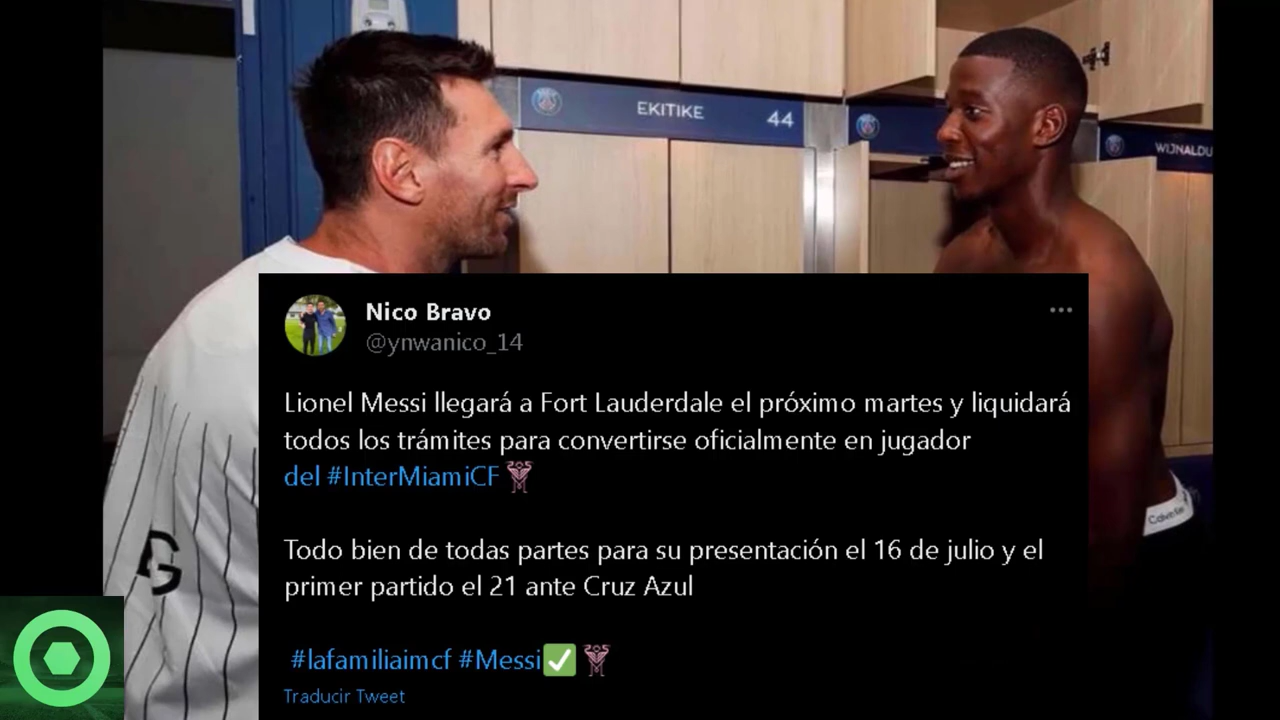 EKITIKE 44
WIJNALDU
G
Calvin Kl
Nico Bravo
@ynwanico_14
Lionel Messi llegará a Fort Lauderdale el próximo martes y liquidará
todos los trámites para convertirse oficialmente en jugador
del #InterMiamiCF
Todo bien de todas partes para su presentación el 16 de julio y el
primer partido el 21 ante Cruz Azul
#lafamiliaimcf #Messi
Traducir Tweet